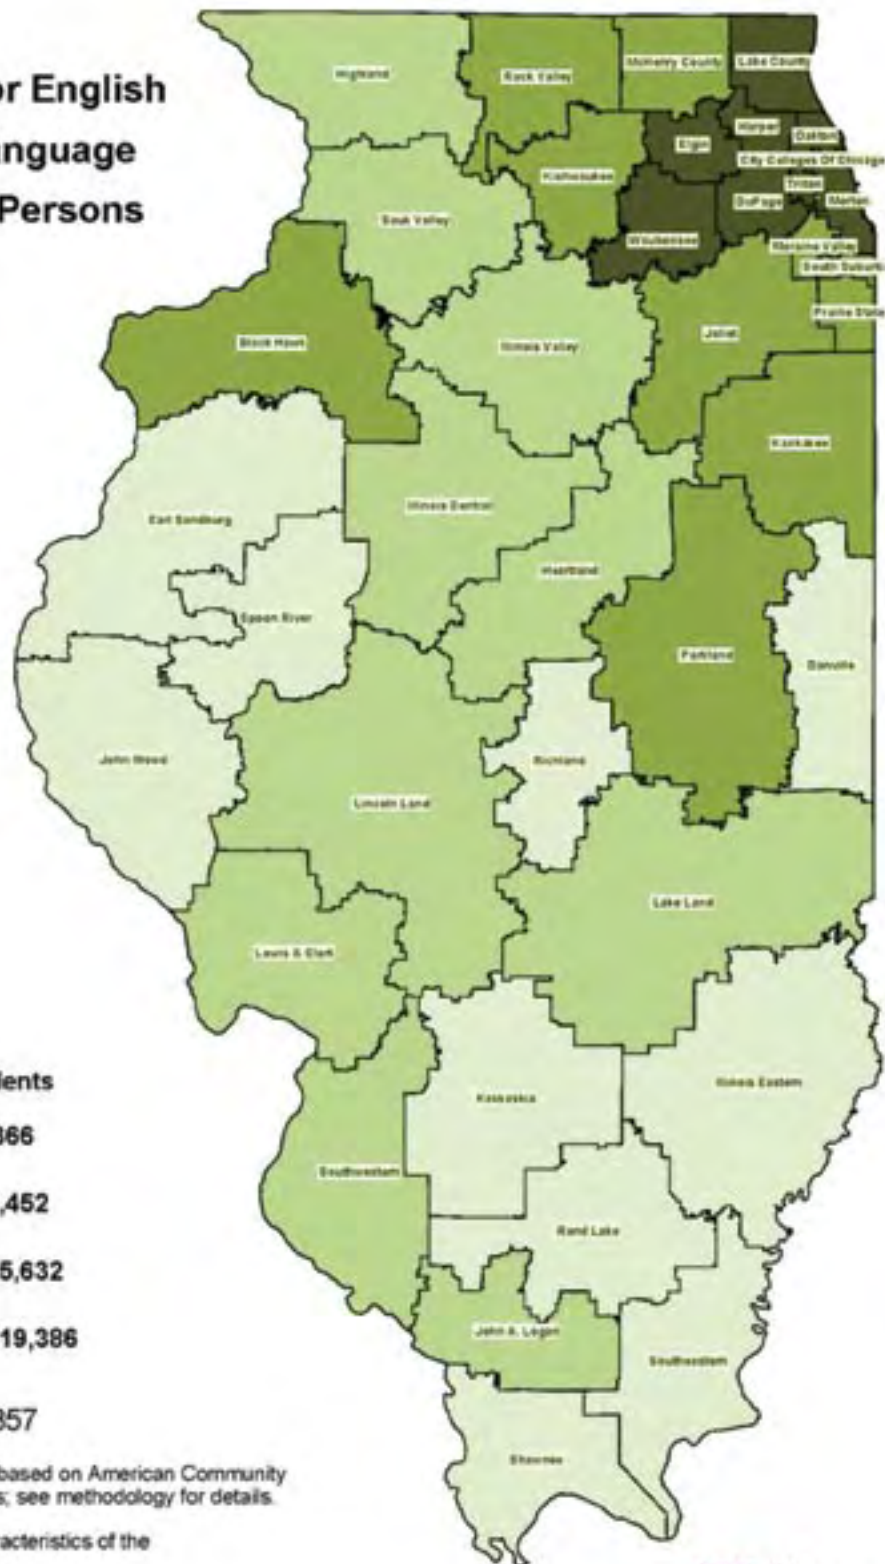 or English
anguage
Persons
Highland
Rock Valley
McHenry County
Lake County
Elgin
Harper
Oakton
City Colleges Of Chicago
Kishwaukee
Triton
Sauk Valley
DuPage
Morton
Waubonsee
Moraine Valley
South Suburb
Prairie State
Black Hawk
Illinois Valley
Joliet
Kankakee
Carl Sandburg
Illinois Central
Heartland
Spoon River
Parkland
Danville
John Wood
Richland
Lincoln Land
Lake Land
Lewis & Clark
dents
Kaskaskia
Illinois Eastern
366
Southwestern
,452
Rend Lake
5,632
19,386
John A. Logan
Southeastern
357
Shawnee
based on American Community
s; see methodology for details.
acteristics of the